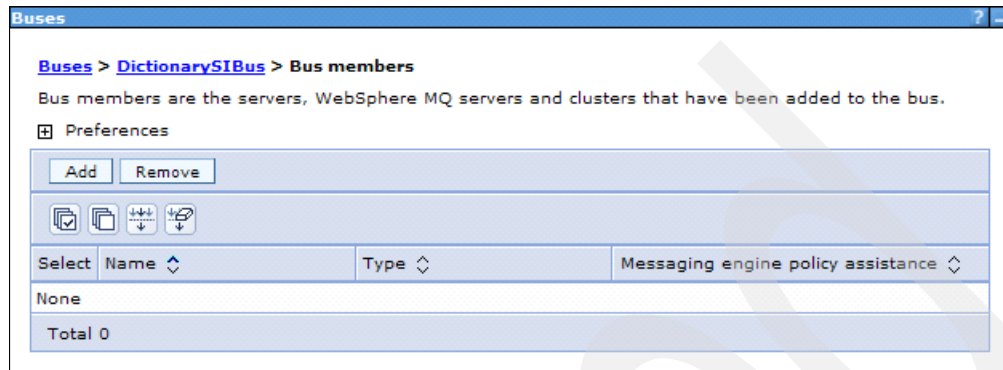 Buses ? –
Buses > DictionarySIBus > Bus members
Bus members are the servers, WebSphere MQ servers and clusters that have been added to the bus.
Preferences
Add Remove
Select Name Type Messaging engine policy assistance
None
Total 0